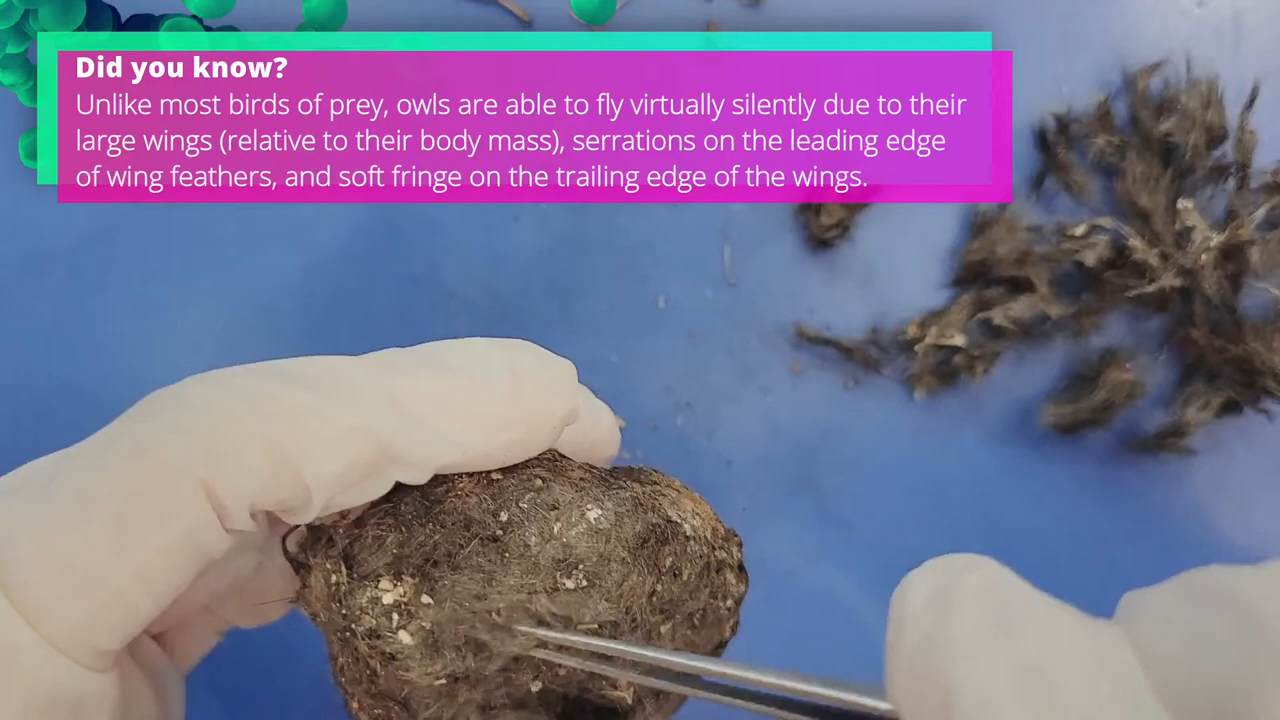 Did you know?
Unlike most birds of prey, owls are able to fly virtually silently due to their
large wings (relative to their body mass), serrations on the leading edge
of wing feathers, and soft fringe on the trailing edge of the wings.